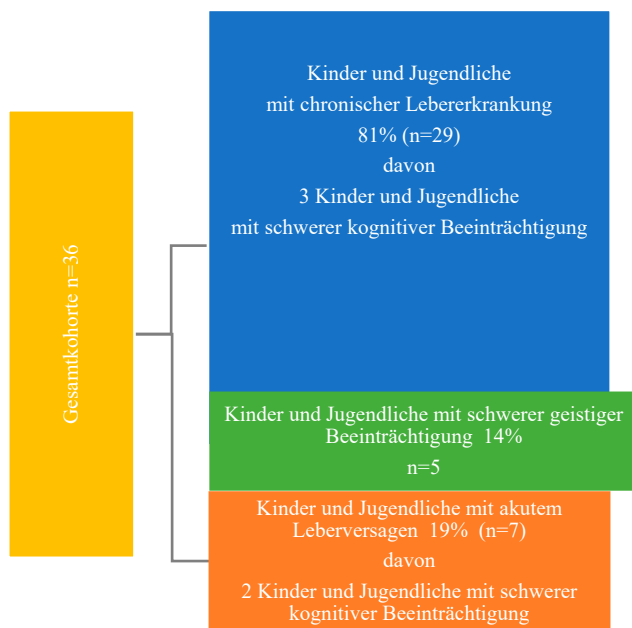 Gesamtkohorte n=36
Kinder und Jugendliche
mit chronischer Lebererkrankung
81% (n=29)
davon
3 Kinder und Jugendliche
mit schwerer kognitiver Beeinträchtigung
Kinder und Jugendliche mit schwerer geistiger
Beeinträchtigung 14%
n=5
Kinder und Jugendliche mit akutem
Leberversagen 19% (n=7)
davon
2 Kinder und Jugendliche mit schwerer
kognitiver Beeinträchtigung